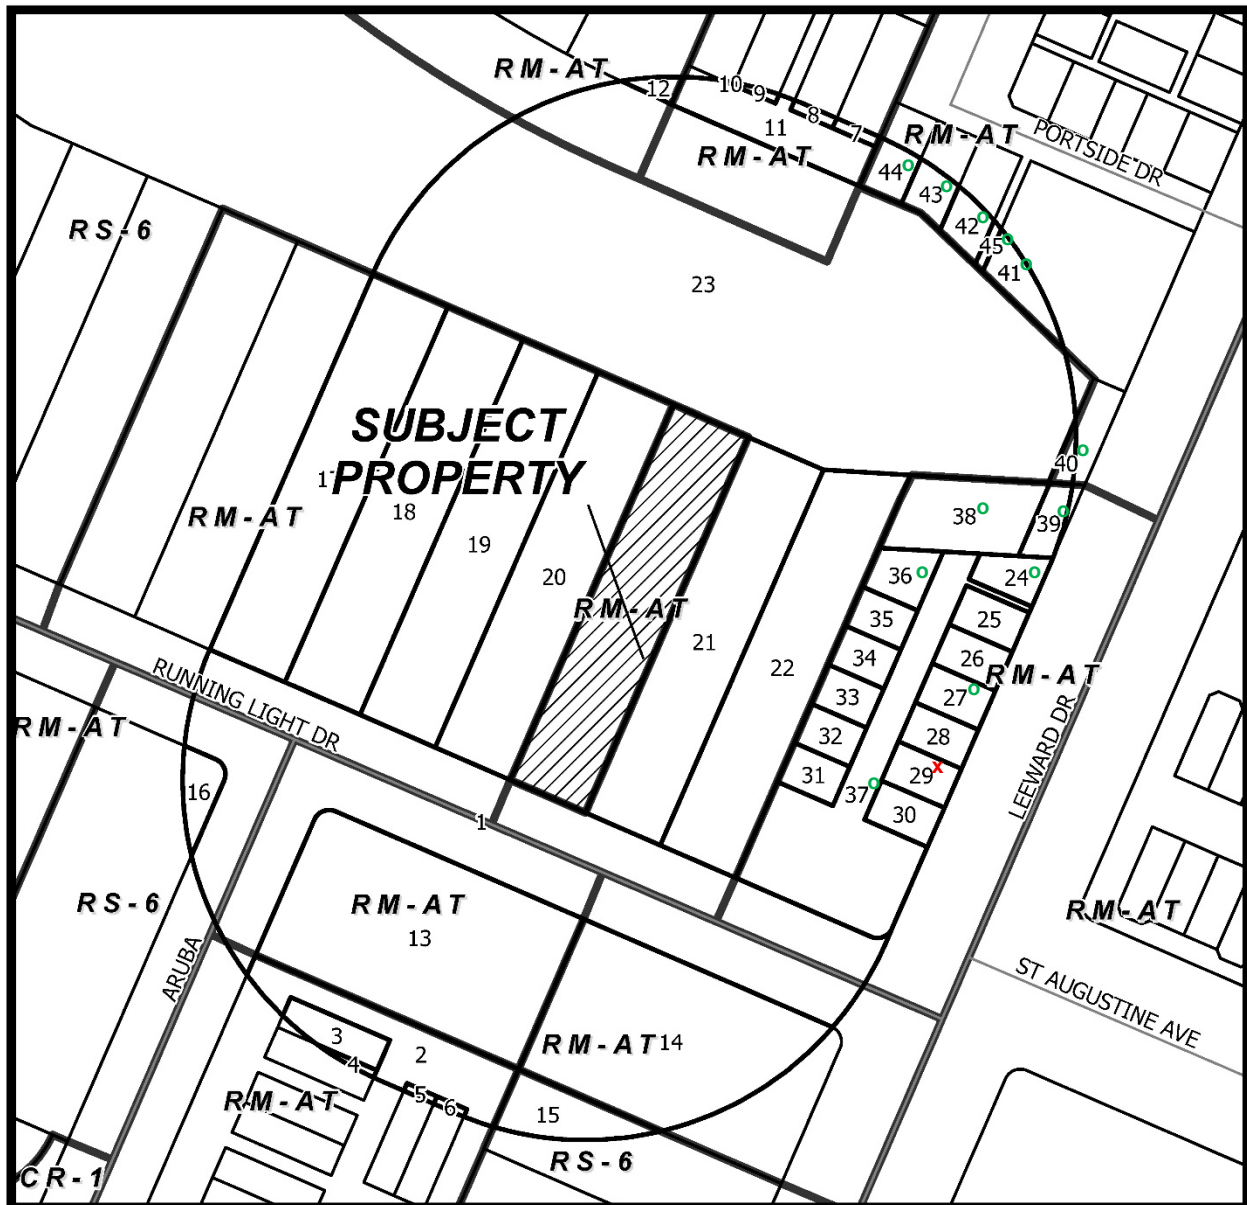 RM-AT
12
10
9
8
7
11
RM-AT
RM-AT
PORTSIDE DR
44 o
43 o
42 o
45 o
41 o
RS-6
23
SUBJECT
PROPERTY
17
18
19
20
RM-AT
RM-AT
21
22
40 o
38 o
39 o
36 o
24 o
35
25
34
26
RM-AT
33
27 o
32
28
31
29 x
37 o
30
LEEWARD DR
RUNNING LIGHT DR
RM-AT
16
1
RM-AT
13
RS-6
ARUBA
RM-AT
ST AUGUSTINE AVE
RM-AT 14
3
4
2
5
6
15
RM-AT
RS-6
CR-1